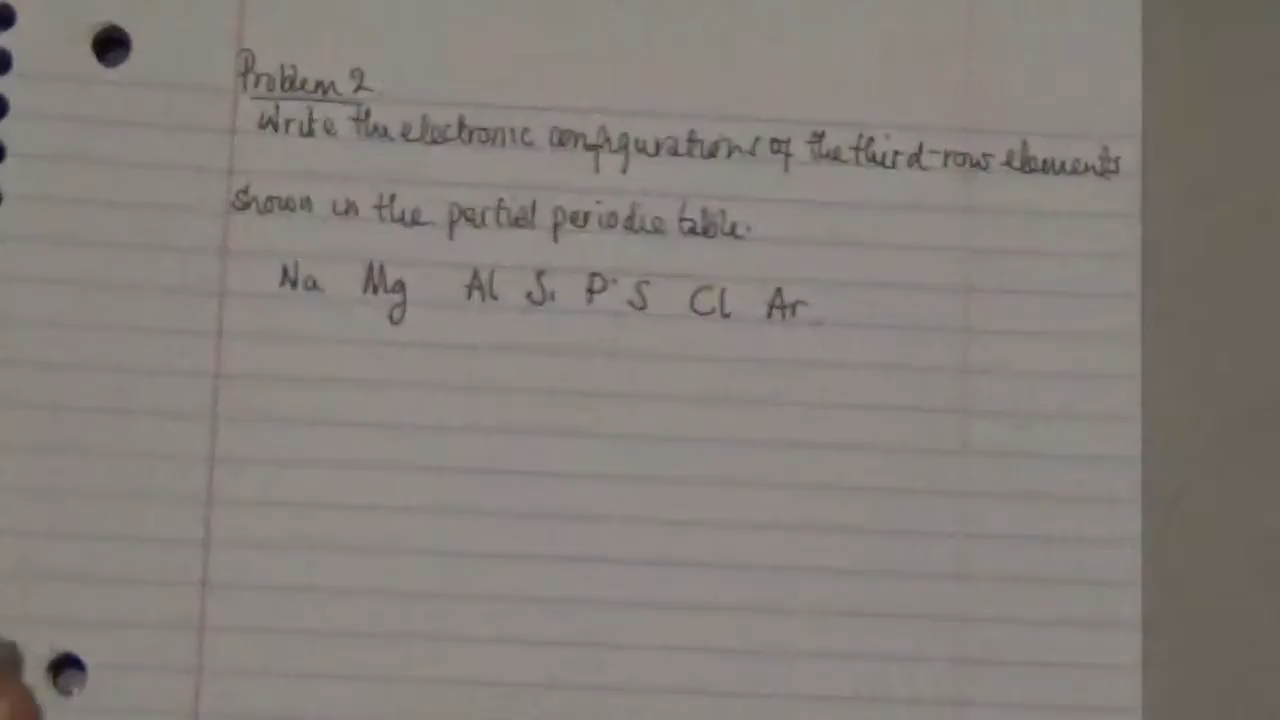 Problem 2
Write the electronic configurations of the third-row elements
shown in the partial periodic table.
Na Mg Al Si P S Cl Ar